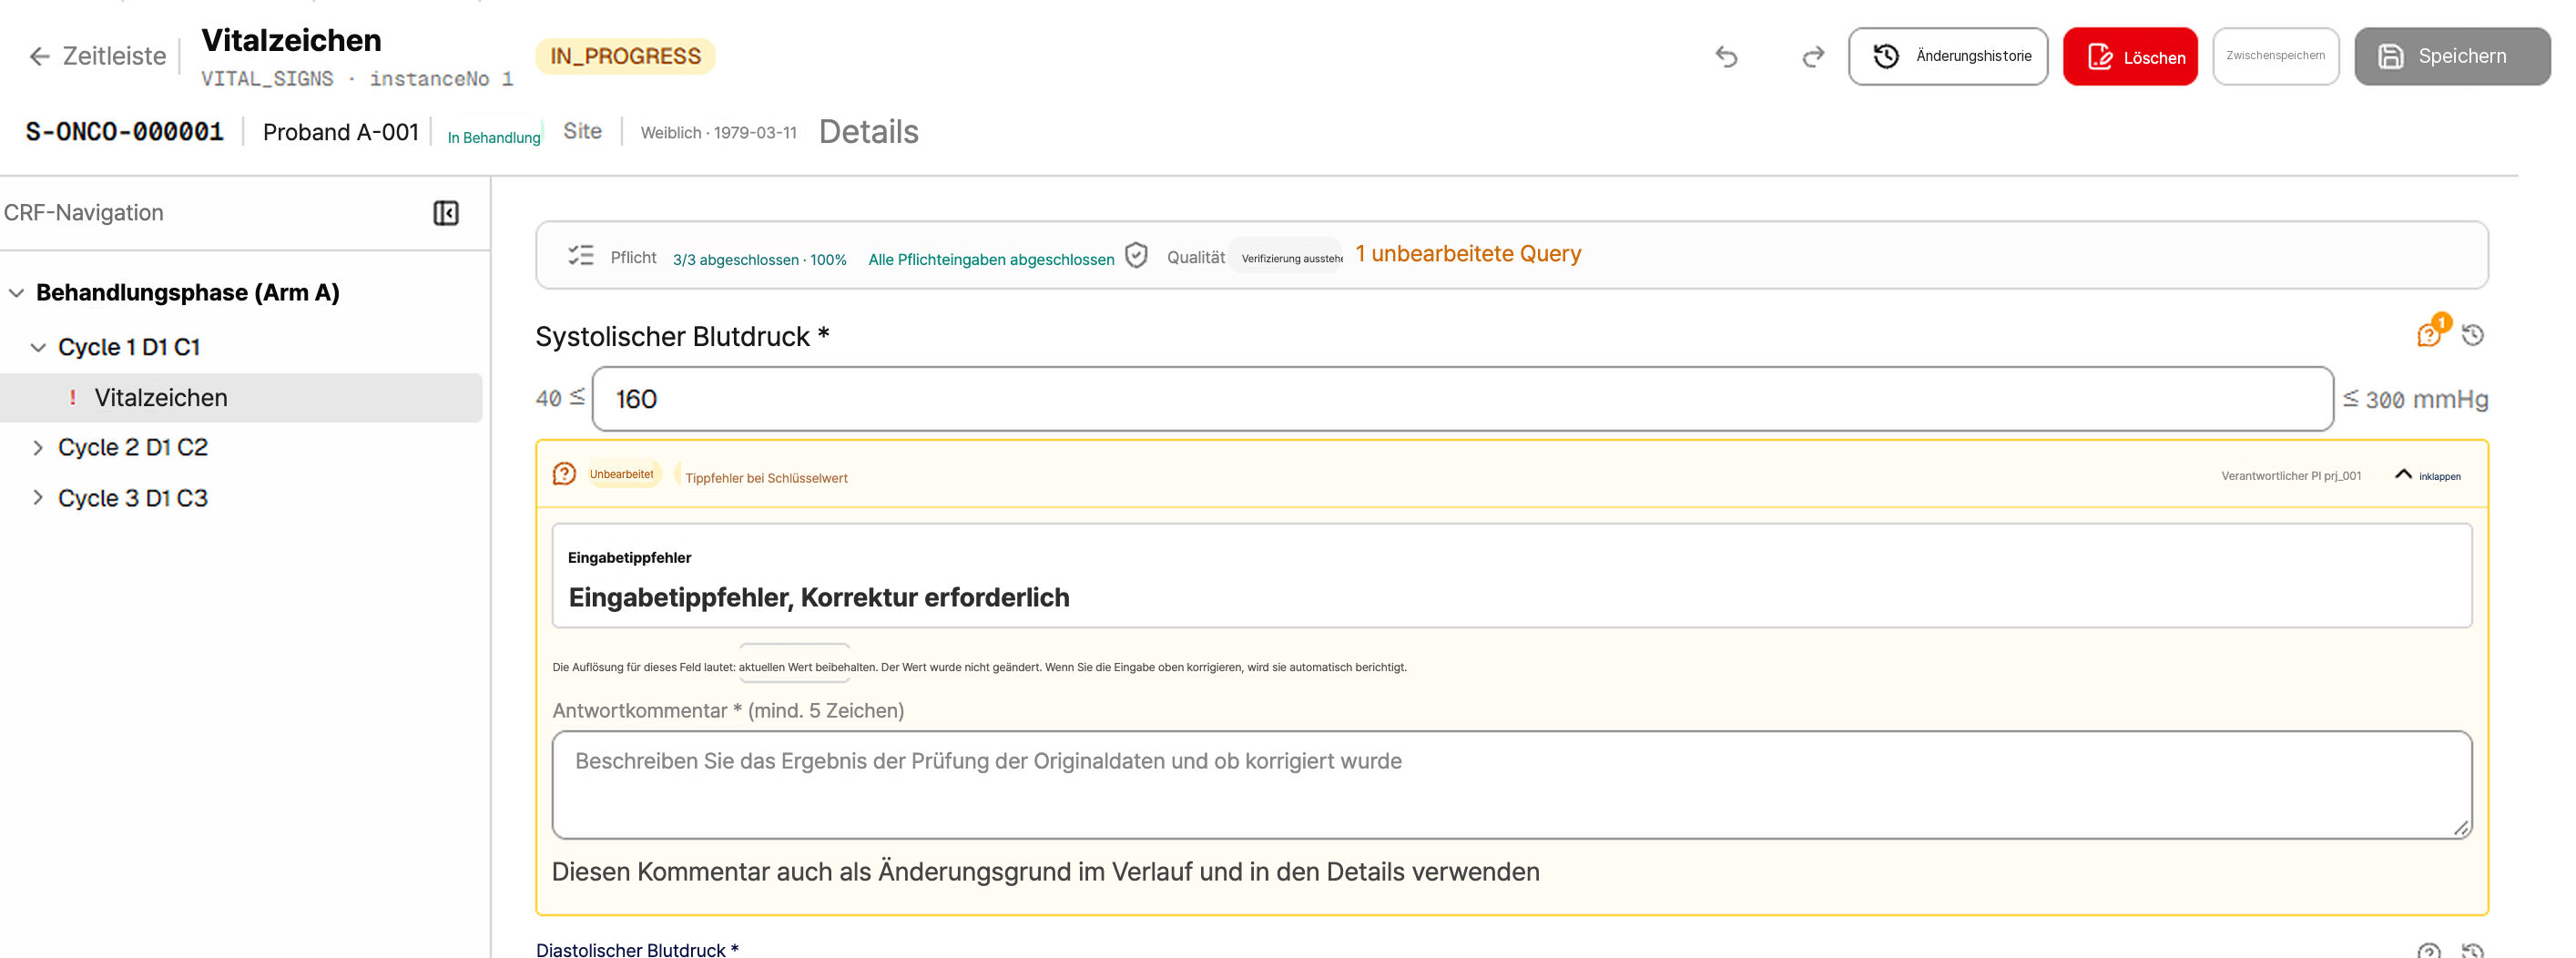 Zeitleiste
Vitalzeichen
VITAL_SIGNS · instanceNo 1
IN_PROGRESS
Änderungshistorie
Löschen
Zwischenspeichern
Speichern
S-ONCO-000001
Proband A-001
In Behandlung
Site
Weiblich · 1979-03-11
Details
CRF-Navigation
Behandlungsphase (Arm A)
Cycle 1 D1 C1
! Vitalzeichen
Cycle 2 D1 C2
Cycle 3 D1 C3
Pflicht
3/3 abgeschlossen · 100%
Alle Pflichteingaben abgeschlossen
Qualität
Verifizierung ausstehe
1 unbearbeitete Query
Systolischer Blutdruck *
1
40 ≤
160
≤ 300 mmHg
Unbearbeitet
Tippfehler bei Schlüsselwert
Verantwortlicher PI prj_001
inklappen
Eingabetippfehler
Eingabetippfehler, Korrektur erforderlich
Die Auflösung für dieses Feld lautet: aktuellen Wert beibehalten. Der Wert wurde nicht geändert. Wenn Sie die Eingabe oben korrigieren, wird sie automatisch berichtigt.
Antwortkommentar * (mind. 5 Zeichen)
Beschreiben Sie das Ergebnis der Prüfung der Originaldaten und ob korrigiert wurde
Diesen Kommentar auch als Änderungsgrund im Verlauf und in den Details verwenden
Diastolischer Blutdruck *